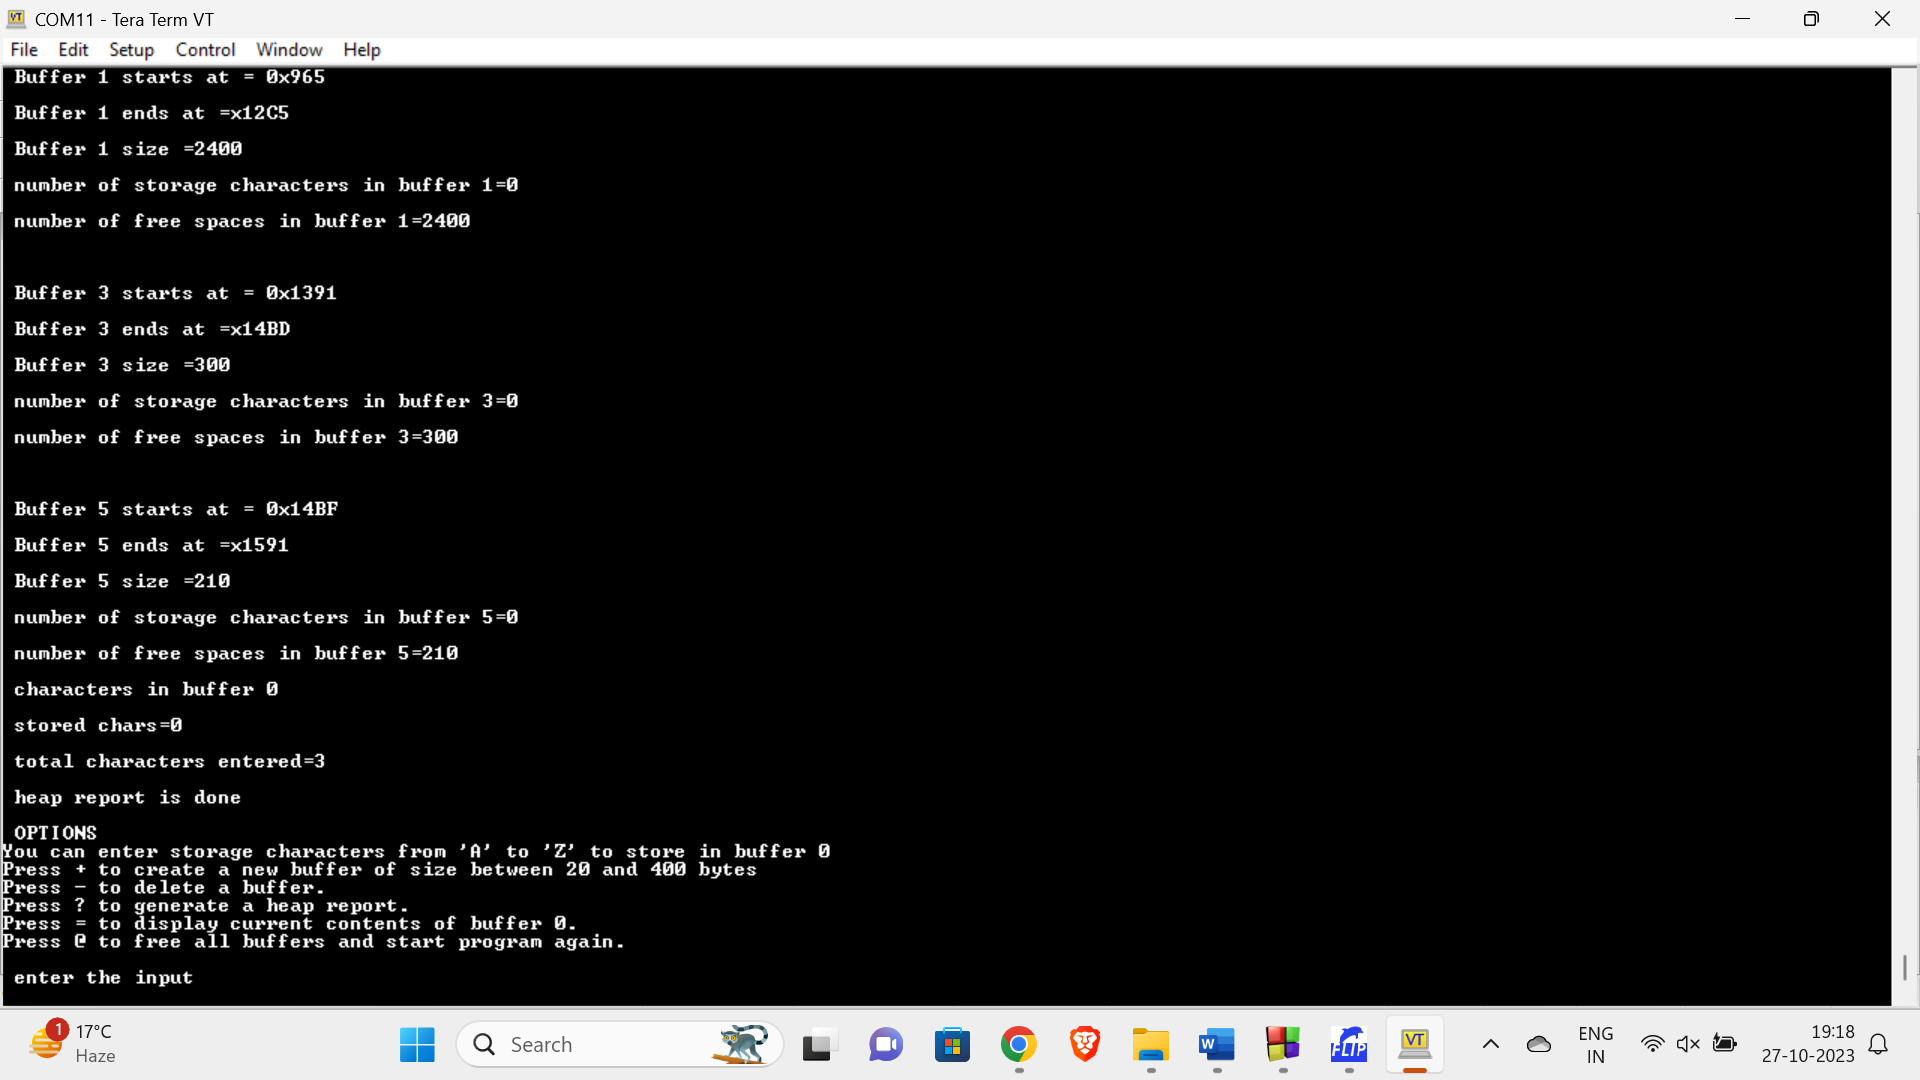 COM11 - Tera Term VT
File Edit Setup Control Window Help
Buffer 1 starts at = 0x965
Buffer 1 ends at =x12C5
Buffer 1 size =2400
number of storage characters in buffer 1=0
number of free spaces in buffer 1=2400
Buffer 3 starts at = 0x1391
Buffer 3 ends at =x14BD
Buffer 3 size =300
number of storage characters in buffer 3=0
number of free spaces in buffer 3=300
Buffer 5 starts at = 0x14BF
Buffer 5 ends at =x1591
Buffer 5 size =210
number of storage characters in buffer 5=0
number of free spaces in buffer 5=210
characters in buffer 0
stored chars=0
total characters entered=3
heap report is done
OPTIONS
You can enter storage characters from 'A' to 'Z' to store in buffer 0
Press + to create a new buffer of size between 20 and 400 bytes
Press - to delete a buffer.
Press ? to generate a heap report.
Press = to display current contents of buffer 0.
Press @ to free all buffers and start program again.
enter the input
1 17°C
Haze
Search
W
FLIP
VT
ENG
IN
19:18
27-10-2023